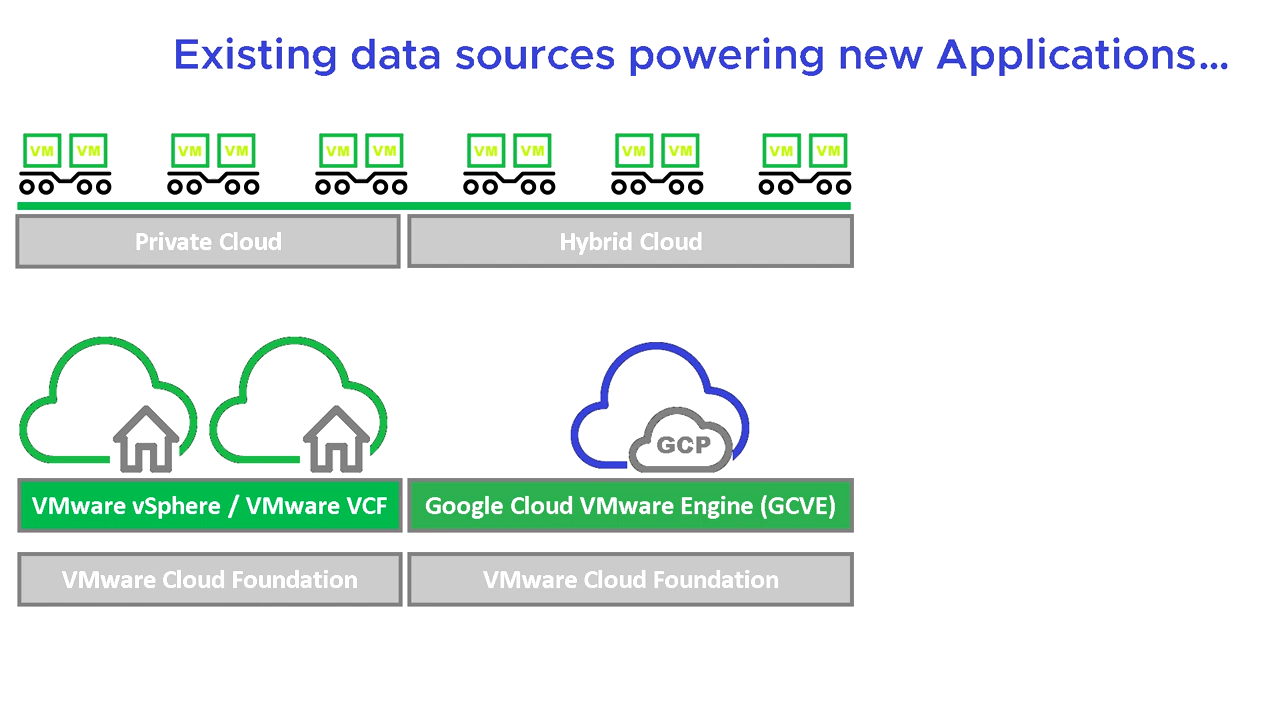 Existing data sources powering new Applications...
VM VM VM VM VM VM VM VM VM VM VM VM
Private Cloud Hybrid Cloud
GCP
VMware vSphere / VMware VCF Google Cloud VMware Engine (GCVE)
VMware Cloud Foundation VMware Cloud Foundation